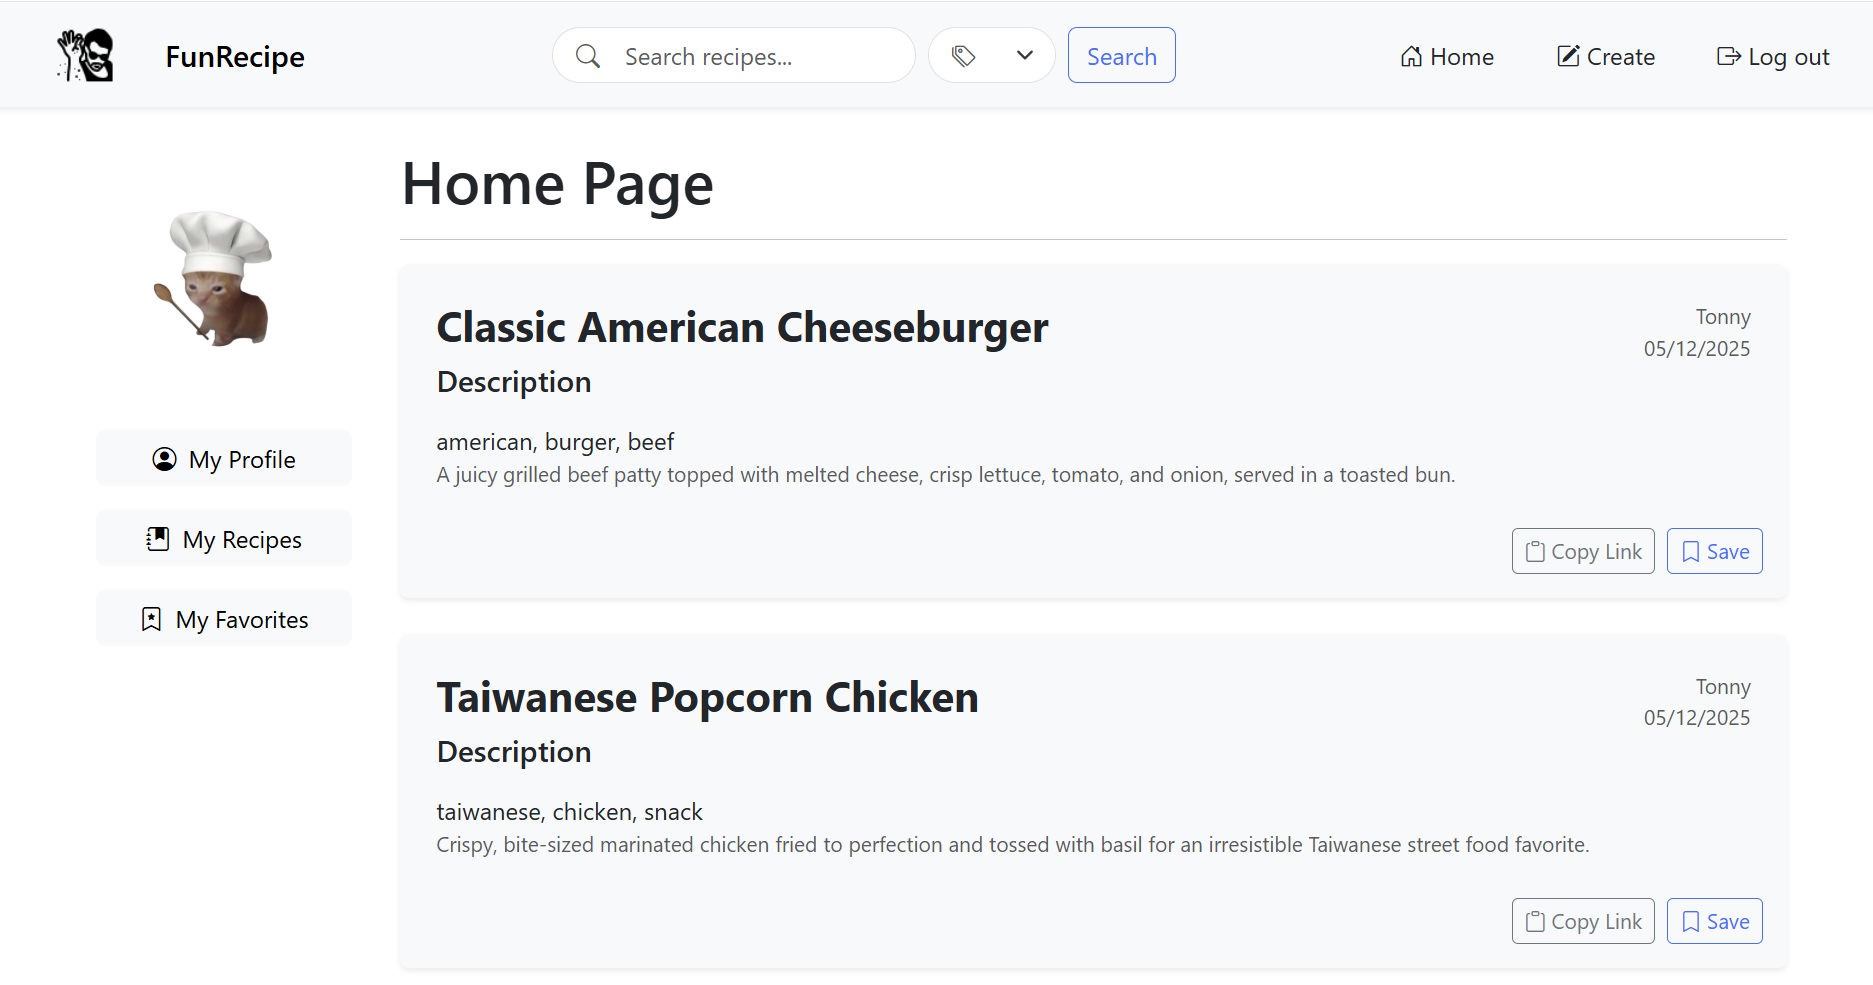 FunRecipe
Search recipes...
Search
Home
Create
Log out
My Profile
My Recipes
My Favorites
Home Page
Classic American Cheeseburger
Tonny
05/12/2025
Description
american, burger, beef
A juicy grilled beef patty topped with melted cheese, crisp lettuce, tomato, and onion, served in a toasted bun.
Copy Link
Save
Taiwanese Popcorn Chicken
Tonny
05/12/2025
Description
taiwanese, chicken, snack
Crispy, bite-sized marinated chicken fried to perfection and tossed with basil for an irresistible Taiwanese street food favorite.
Copy Link
Save